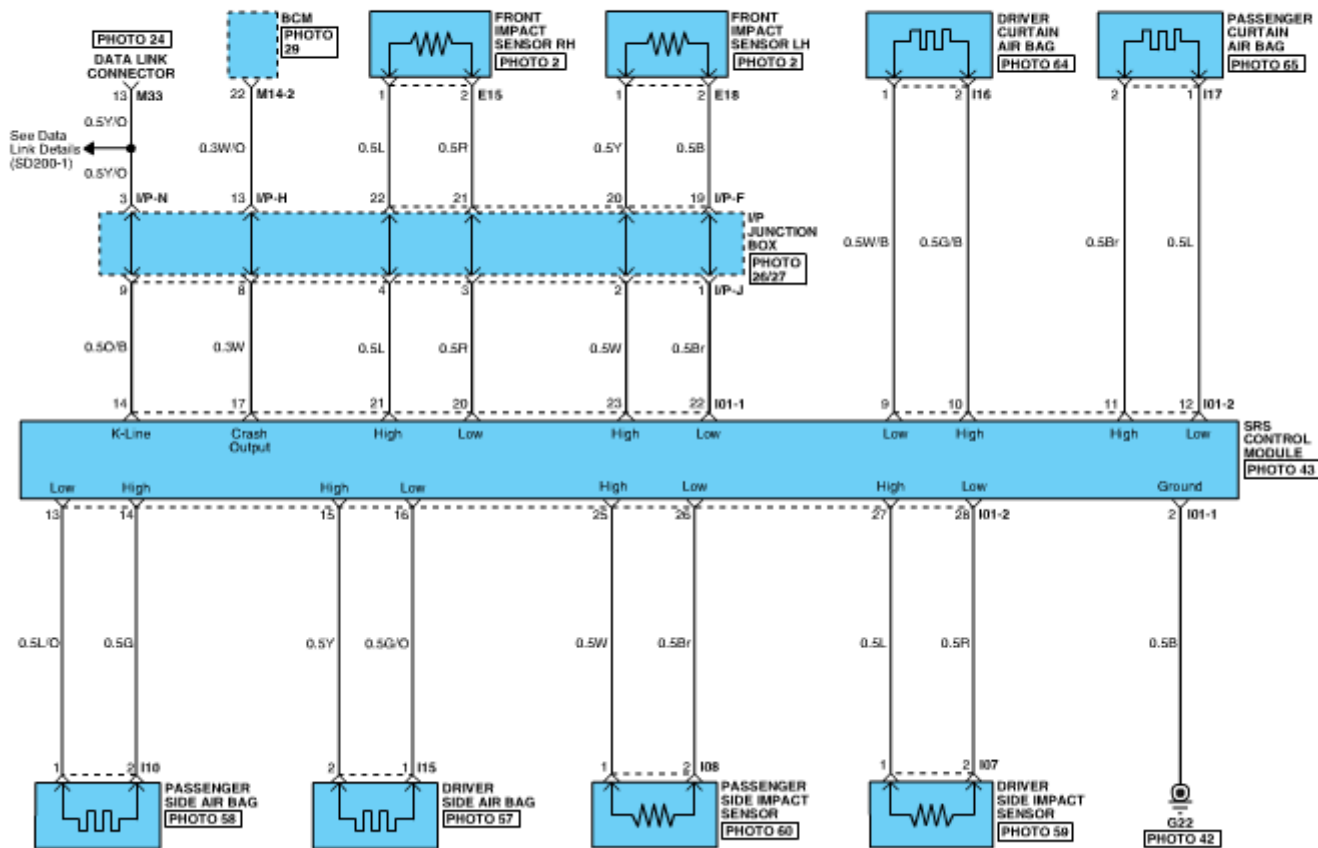 PHOTO 24
DATA LINK
CONNECTOR
13 M33
BCM
PHOTO
29
22 M14-2
FRONT
IMPACT
SENSOR RH
PHOTO 2
1 2 E15
FRONT
IMPACT
SENSOR LH
PHOTO 2
1 2 E18
DRIVER
CURTAIN
AIR BAG
PHOTO 64
1 2 I16
PASSENGER
CURTAIN
AIR BAG
PHOTO 65
2 1 I17
0.5Y/O
See Data
Link Details
(SD200-1)
0.5Y/O
0.3W/O 0.5L 0.5R 0.5Y 0.5B
3 I/P-N 13 I/P-H 22 21 20 19 I/P-F
I/P
JUNCTION
BOX
PHOTO
26/27
0.5W/B 0.5G/B 0.5Br 0.5L
9 8 4 3 2 1 I/P-J
0.5O/B 0.3W 0.5L 0.5R 0.5W 0.5Br
14 17 21 20 23 22 I01-1 9 10 11 12 I01-2
K-Line Crash
Output
High Low High Low Low High High Low
SRS
CONTROL
MODULE
PHOTO 43
Low High High Low High Low High Low Ground
13 14 15 16 25 26 27 28 I01-2 2 I01-1
0.5L/O 0.5G 0.5Y 0.5G/O 0.5W 0.5Br 0.5L 0.5R 0.5B
1 2 I10 2 1 I15 1 2 I08 1 2 I07
PASSENGER
SIDE AIR BAG
PHOTO 58
DRIVER
SIDE AIR BAG
PHOTO 57
PASSENGER
SIDE IMPACT
SENSOR
PHOTO 60
DRIVER
SIDE IMPACT
SENSOR
PHOTO 59
G22
PHOTO 42